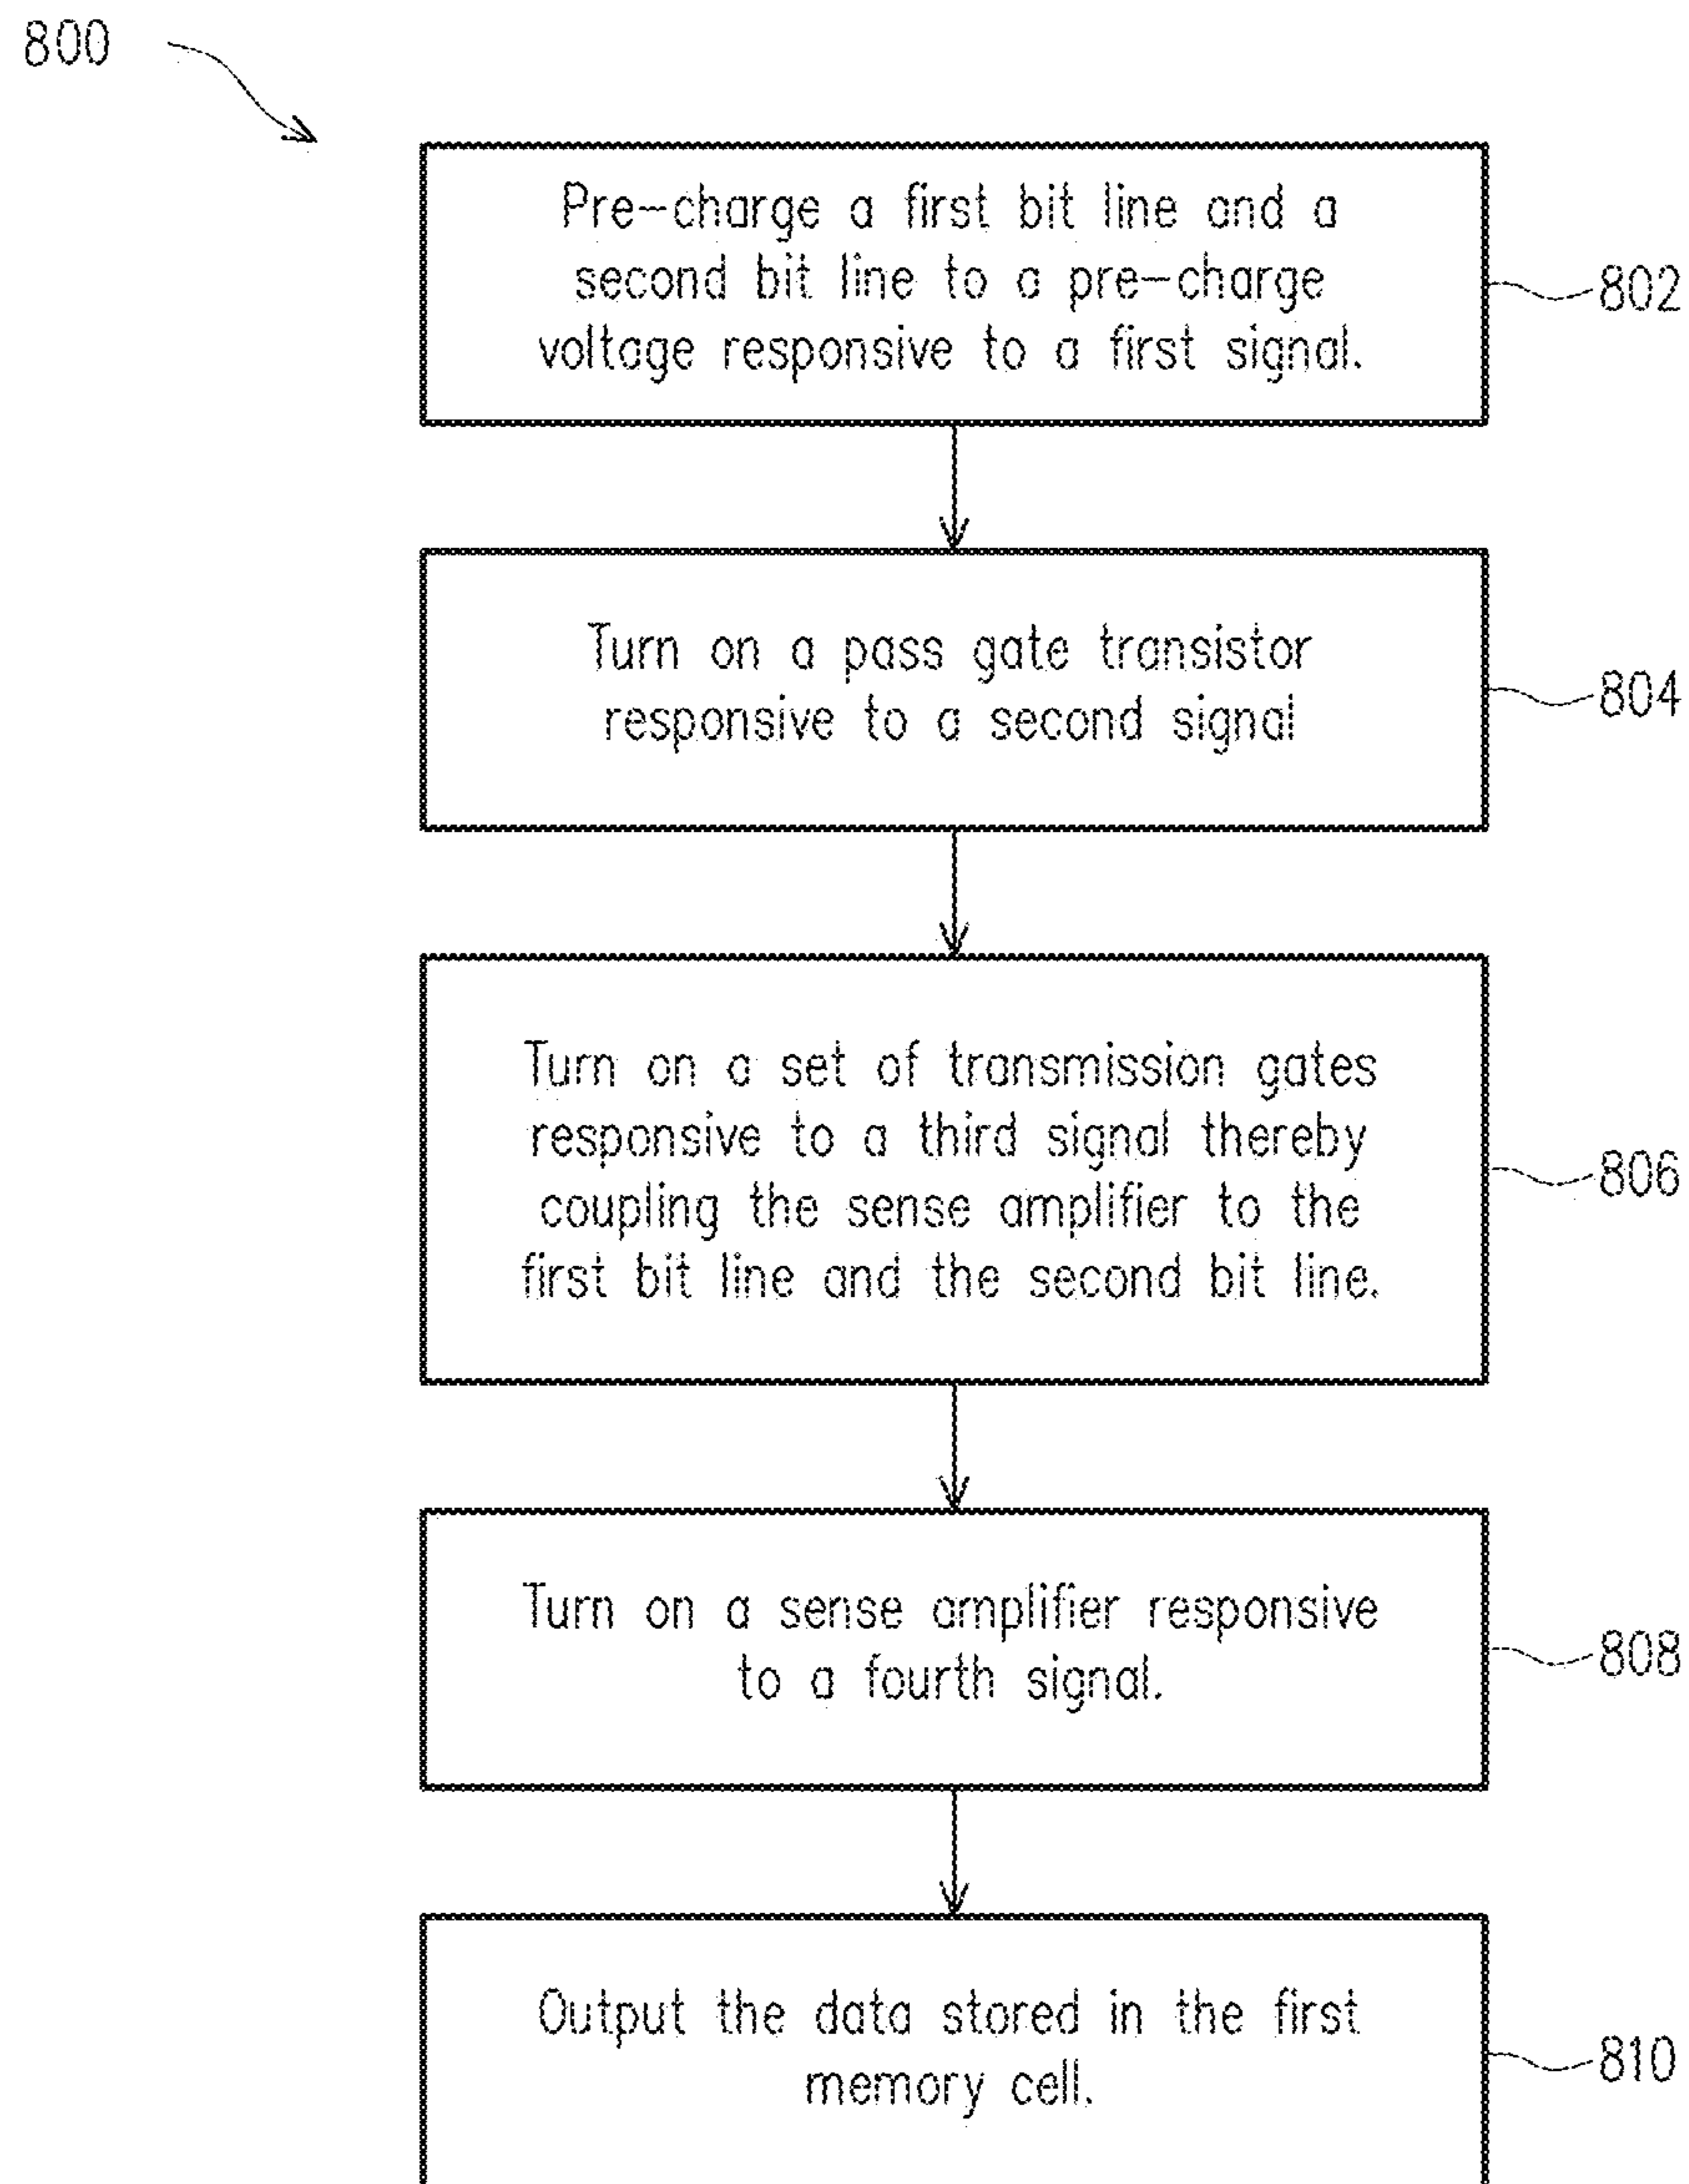 800
Pre-charge a first bit line and a
second bit line to a pre-charge
voltage responsive to a first signal.
802
Turn on a pass gate transistor
responsive to a second signal
804
Turn on a set of transmission gates
responsive to a third signal thereby
coupling the sense amplifier to the
first bit line and the second bit line.
806
Turn on a sense amplifier responsive
to a fourth signal.
808
Output the data stored in the first
memory cell.
810